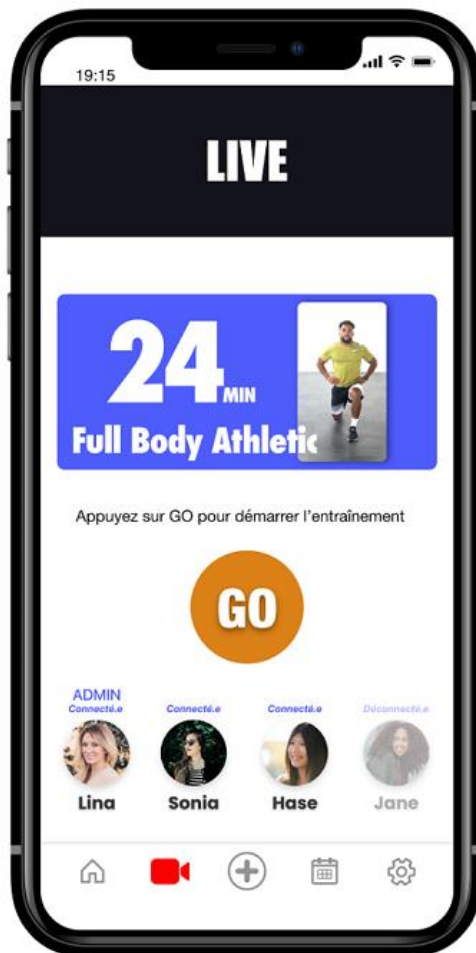 19:15
LIVE
24 MIN
Full Body Athletic
Appuyez sur GO pour démarrer l’entraînement
GO
ADMIN
Connecté.e Connecté.e Connecté.e Déconnecté.e
Lina Sonia Hase Jane